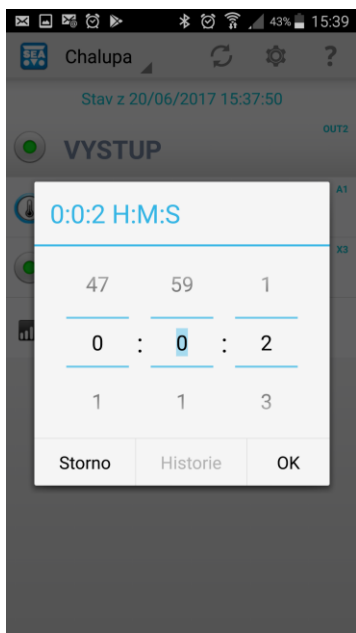 43% 15:39
SEA Chalupa ?
Stav z 20/06/2017 15:37:50
OUT2
VYSTUP
A1
0:0:2 H:M:S
X3
47 59 1
0 : 0 : 2
1 1 3
Storno Historie OK